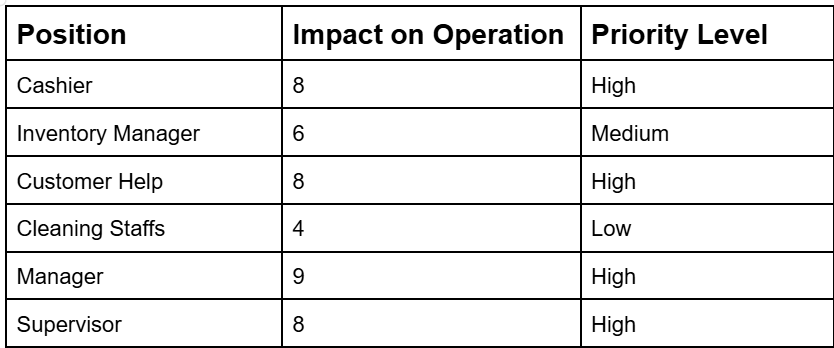 Position Impact on Operation Priority Level
Cashier 8 High
Inventory Manager 6 Medium
Customer Help 8 High
Cleaning Staffs 4 Low
Manager 9 High
Supervisor 8 High